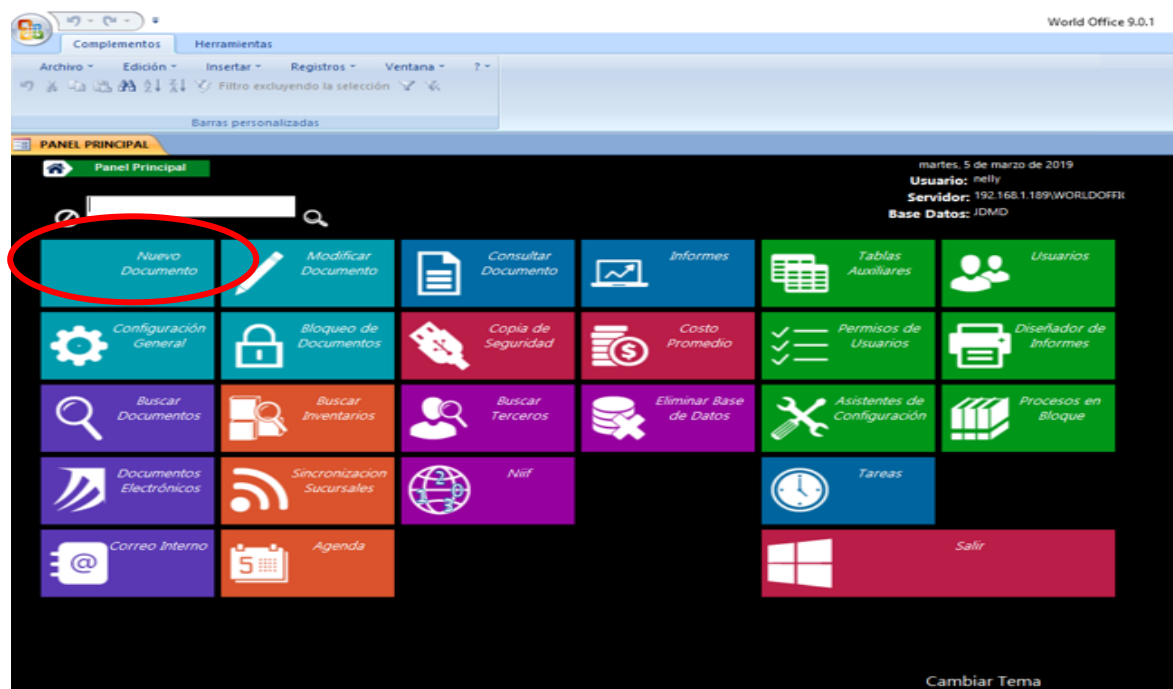 World Office 9.0.1
Complementos Herramientas
Archivo Edición Insertar Registros Ventana ?
Filtro excluyendo la selección
Barras personalizadas
PANEL PRINCIPAL
Panel Principal
martes, 5 de marzo de 2019
Usuario: nelly
Servidor: 192.168.1.189\WORLDOFFI
Base Datos: JDMD
Nuevo Documento
Modificar Documento
Consultar Documento
Informes
Tablas Auxiliares
Usuarios
Configuración General
Bloqueo de Documentos
Copia de Seguridad
Costo Promedio
Permisos de Usuarios
Diseñador de Informes
Buscar Documentos
Buscar Inventarios
Buscar Terceros
Eliminar Base de Datos
Asistentes de Configuración
Procesos en Bloque
Documentos Electrónicos
Sincronizacion Sucursales
Niif
Tareas
Correo Interno
5
Agenda
Salir
Cambiar Tema